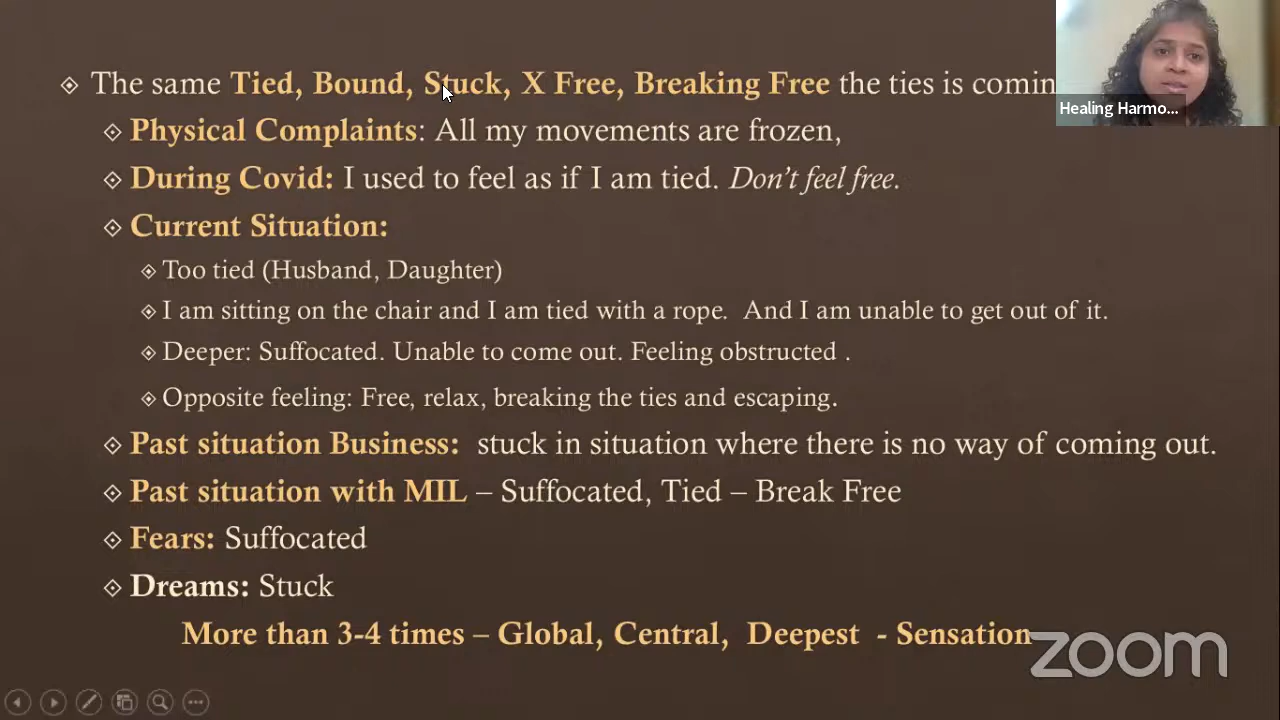 The same Tied, Bound, Stuck, X Free, Breaking Free the ties is comin
Healing Harmo...
Physical Complaints: All my movements are frozen,
During Covid: I used to feel as if I am tied. Don't feel free.
Current Situation:
Too tied (Husband, Daughter)
I am sitting on the chair and I am tied with a rope. And I am unable to get out of it.
Deeper: Suffocated. Unable to come out. Feeling obstructed .
Opposite feeling: Free, relax, breaking the ties and escaping.
Past situation Business: stuck in situation where there is no way of coming out.
Past situation with MIL – Suffocated, Tied – Break Free
Fears: Suffocated
Dreams: Stuck
More than 3-4 times – Global, Central, Deepest - Sensation
zoom